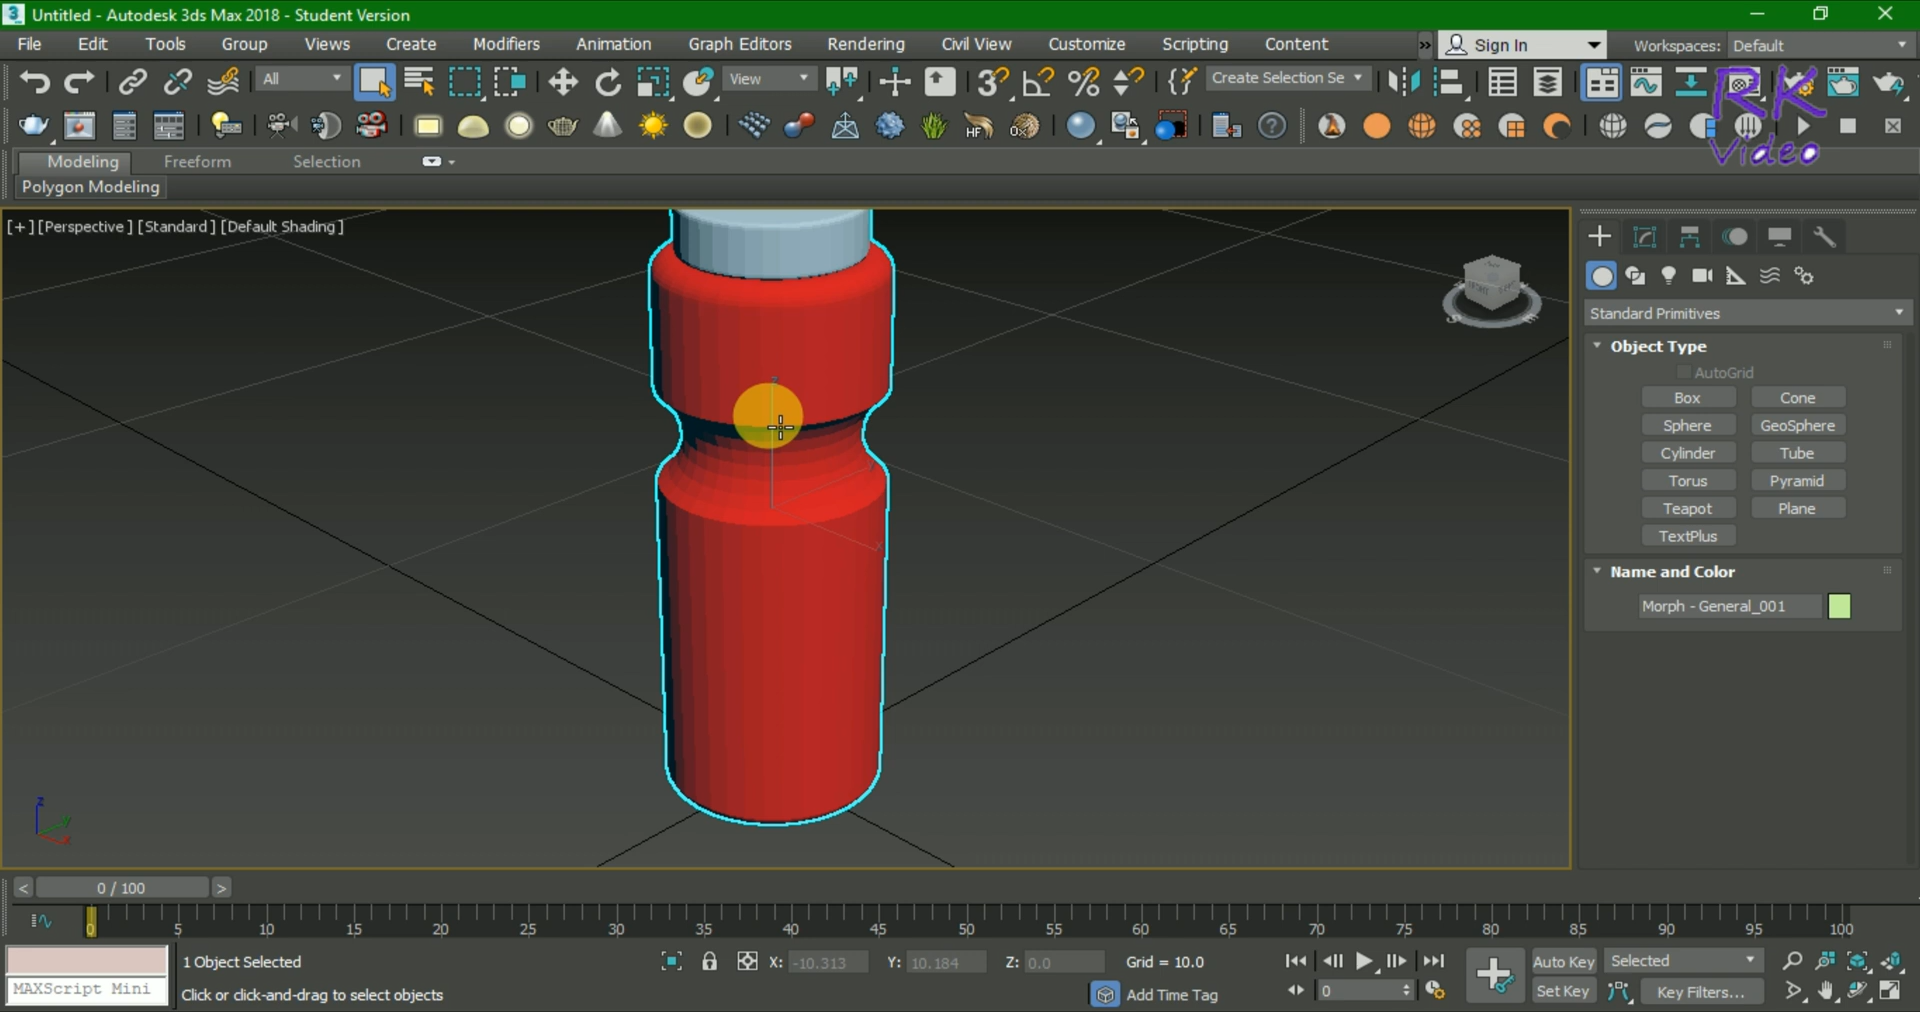 Untitled - Autodesk 3ds Max 2018 - Student Version
File Edit Tools Group Views Create Modifiers Animation Graph Editors Rendering Civil View Customize Scripting Content » Sign In Workspaces: Default
All View Create Selection Se
RK
Video
Modeling Freeform Selection
Polygon Modeling
[+] [Perspective] [Standard] [Default Shading]
Standard Primitives
Object Type
AutoGrid
Box Cone
Sphere GeoSphere
Cylinder Tube
Torus Pyramid
Teapot Plane
TextPlus
Name and Color
Morph - General_001
z
x
z
< 0 / 100 >
0 5 10 15 20 25 30 35 40 45 50 55 60 65 70 75 80 85 90 95 100
1 Object Selected X: -10.313 Y: 10.184 Z: 0.0 Grid = 10.0 Auto Key Selected
MAXScript Mini Click or click-and-drag to select objects Add Time Tag 0 Set Key Key Filters...